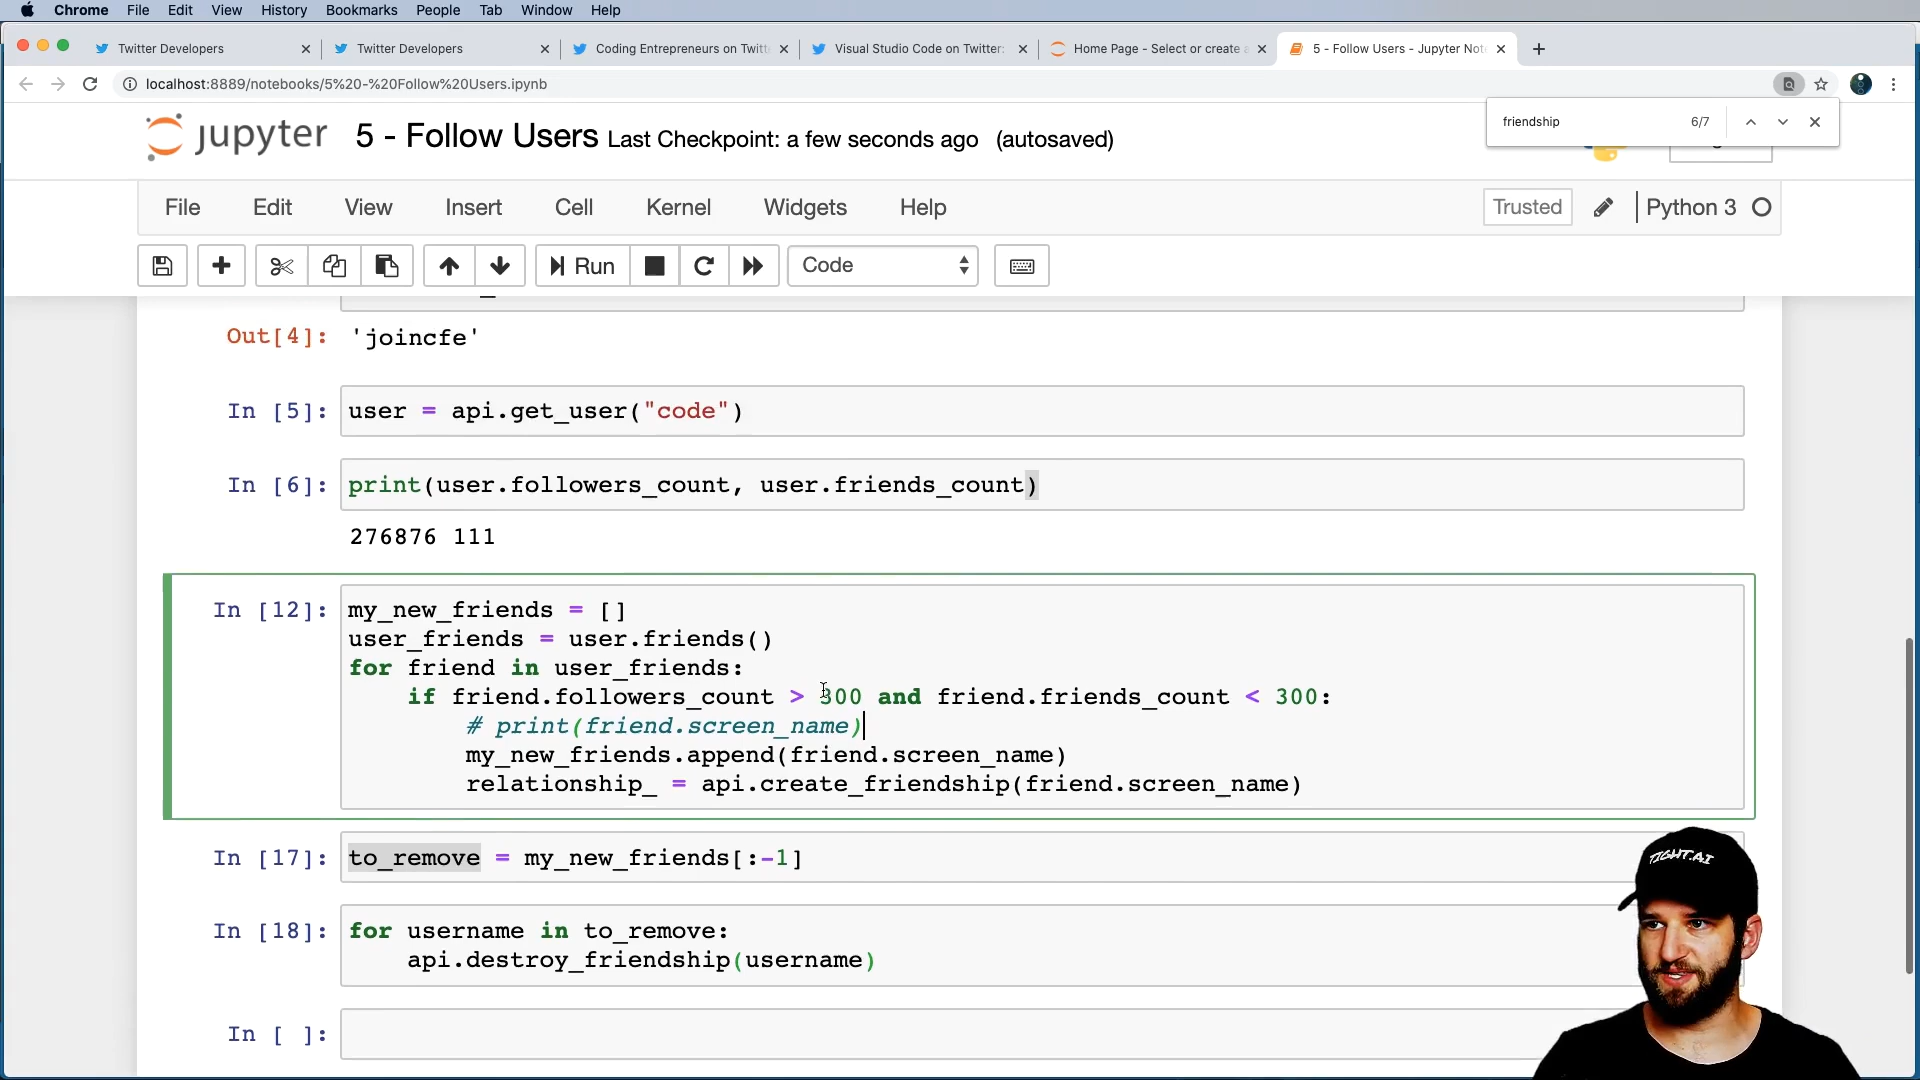 Chrome File Edit View History Bookmarks People Tab Window Help
Twitter Developers
Twitter Developers
Coding Entrepreneurs on Twitt
Visual Studio Code on Twitter:
Home Page - Select or create a
5 - Follow Users - Jupyter Not
localhost:8889/notebooks/5%20-%20Follow%20Users.ipynb
friendship 6/7
jupyter 5 - Follow Users Last Checkpoint: a few seconds ago (autosaved)
File Edit View Insert Cell Kernel Widgets Help Trusted Python 3
Run Code
Out[4]: 'joincfe'
In [5]: user = api.get_user("code")
In [6]: print(user.followers_count, user.friends_count)
276876 111
In [12]: my_new_friends = []
user_friends = user.friends()
for friend in user_friends:
if friend.followers_count > 300 and friend.friends_count < 300:
# print(friend.screen_name)
my_new_friends.append(friend.screen_name)
relationship_ = api.create_friendship(friend.screen_name)
In [17]: to_remove = my_new_friends[:-1]
In [18]: for username in to_remove:
api.destroy_friendship(username)
In [ ]:
TIGHT.AI